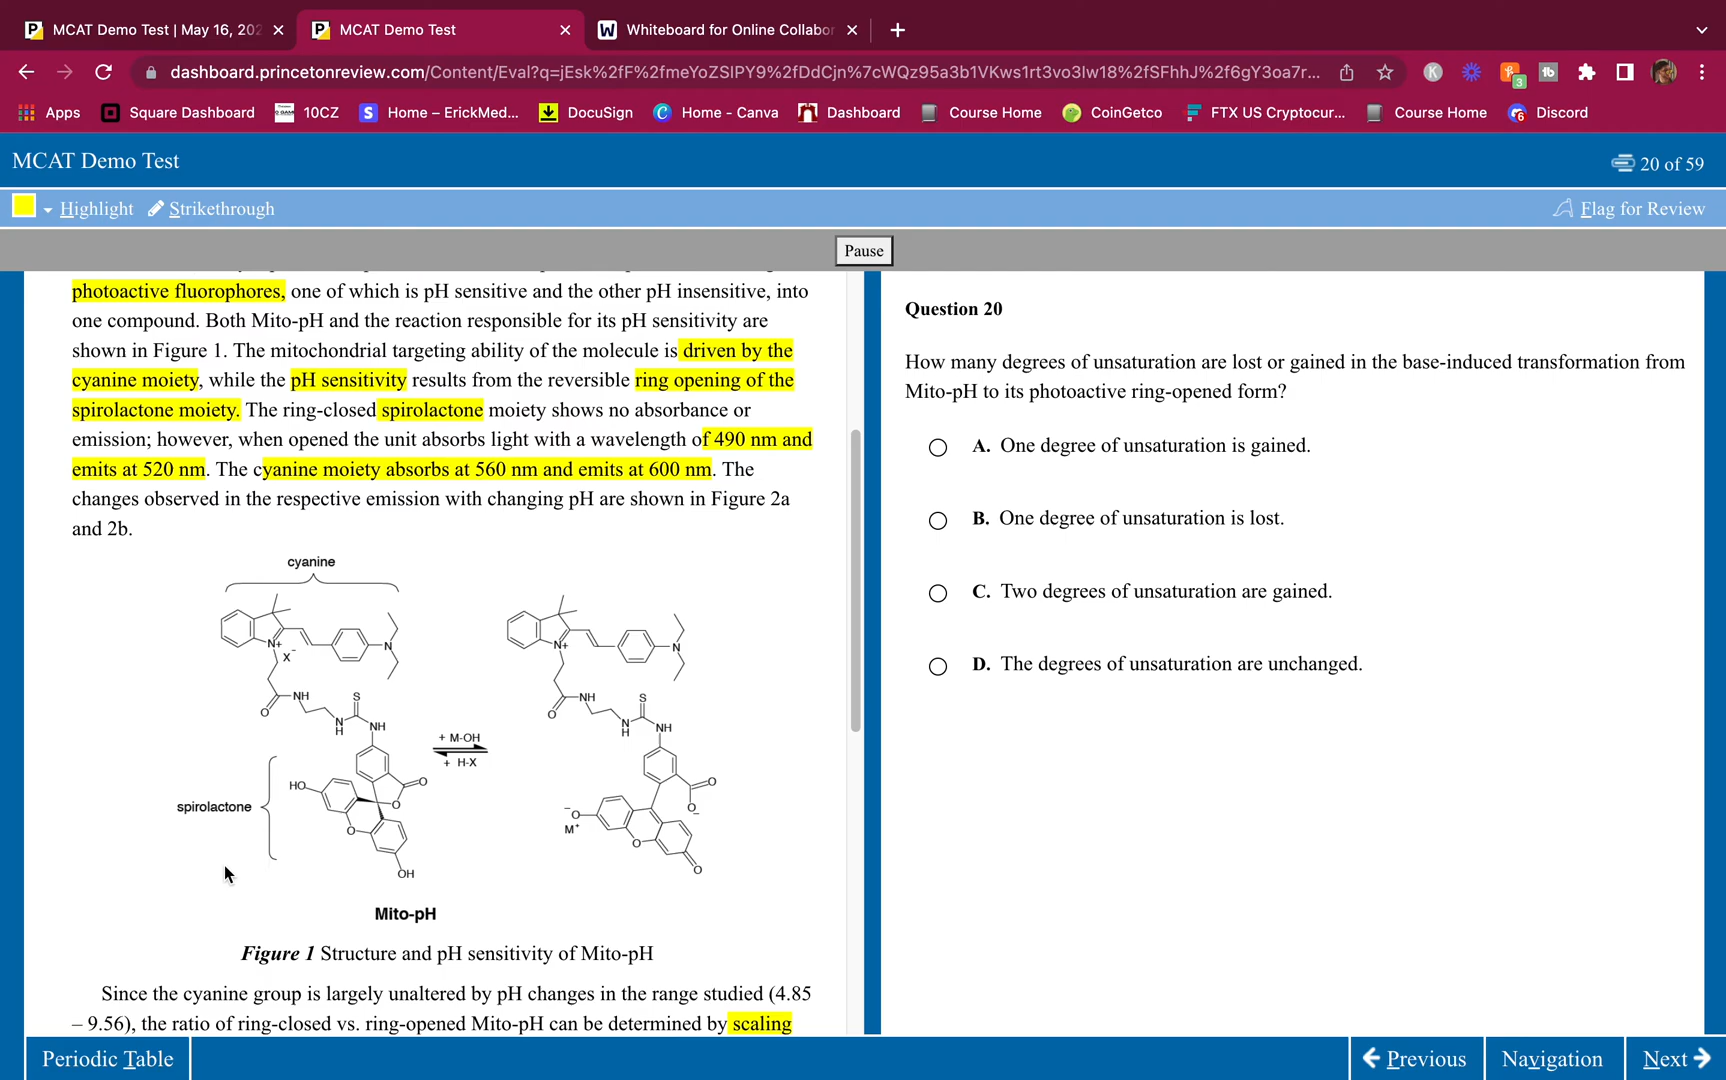 MCAT Demo Test | May 16, 202
MCAT Demo Test
Whiteboard for Online Collabor
dashboard.princetonreview.com/Content/Eval?q=jEsk%2fF%2fmeYoZSIPY9%2fDdCjn%7cWQz95a3b1VKws1rt3vo3lw18%2fSFhhJ%2f6gY3oa7r...
Apps
Square Dashboard
10CZ
Home – ErickMed...
DocuSign
Home - Canva
Dashboard
Course Home
CoinGetco
FTX US Cryptocur...
Course Home
Discord
MCAT Demo Test
20 of 59
Highlight
Strikethrough
Flag for Review
Pause
photoactive fluorophores, one of which is pH sensitive and the other pH insensitive, into
one compound. Both Mito-pH and the reaction responsible for its pH sensitivity are
shown in Figure 1. The mitochondrial targeting ability of the molecule is driven by the
cyanine moiety, while the pH sensitivity results from the reversible ring opening of the
spirolactone moiety. The ring-closed spirolactone moiety shows no absorbance or
emission; however, when opened the unit absorbs light with a wavelength of 490 nm and
emits at 520 nm. The cyanine moiety absorbs at 560 nm and emits at 600 nm. The
changes observed in the respective emission with changing pH are shown in Figure 2a
and 2b.
cyanine
N+
X-
N
N+
N
NH
S
O
N
H
NH
NH
S
O
N
H
NH
+ M-OH
+ H-X
HO
O
O
spirolactone
O
OH
O
O-
-O
M+
O
O
Mito-pH
Figure 1 Structure and pH sensitivity of Mito-pH
Since the cyanine group is largely unaltered by pH changes in the range studied (4.85
– 9.56), the ratio of ring-closed vs. ring-opened Mito-pH can be determined by scaling
Question 20
How many degrees of unsaturation are lost or gained in the base-induced transformation from
Mito-pH to its photoactive ring-opened form?
A. One degree of unsaturation is gained.
B. One degree of unsaturation is lost.
C. Two degrees of unsaturation are gained.
D. The degrees of unsaturation are unchanged.
Periodic Table
Previous
Navigation
Next